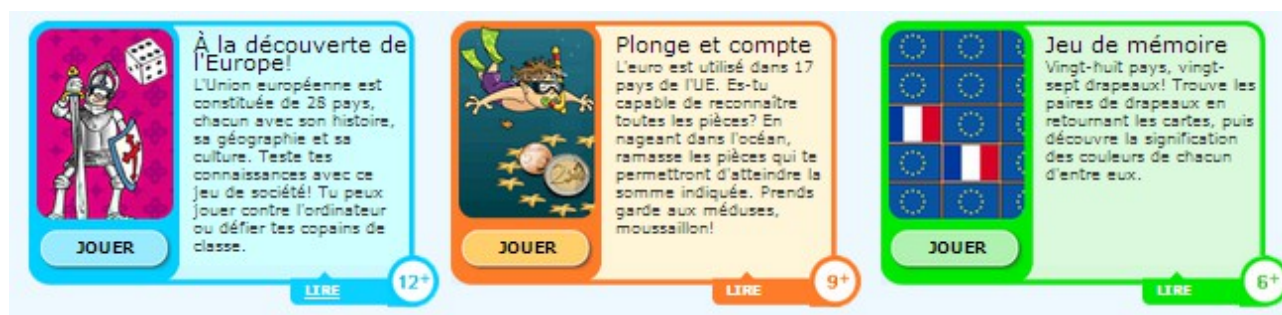 À la découverte de
l'Europe!
L'Union européenne est
constituée de 28 pays,
chacun avec son histoire,
sa géographie et sa
culture. Teste tes
connaissances avec ce
jeu de société! Tu peux
jouer contre l'ordinateur
ou défier tes copains de
classe.
JOUER
LIRE
12+
Plonge et compte
L'euro est utilisé dans 17
pays de l'UE. Es-tu
capable de reconnaître
toutes les pièces? En
nageant dans l'océan,
ramasse les pièces qui te
permettront d'atteindre la
somme indiquée. Prends
garde aux méduses,
moussaillon!
JOUER
LIRE
9+
Jeu de mémoire
Vingt-huit pays, vingt-
sept drapeaux! Trouve les
paires de drapeaux en
retournant les cartes, puis
découvre la signification
des couleurs de chacun
d'entre eux.
JOUER
LIRE
6+